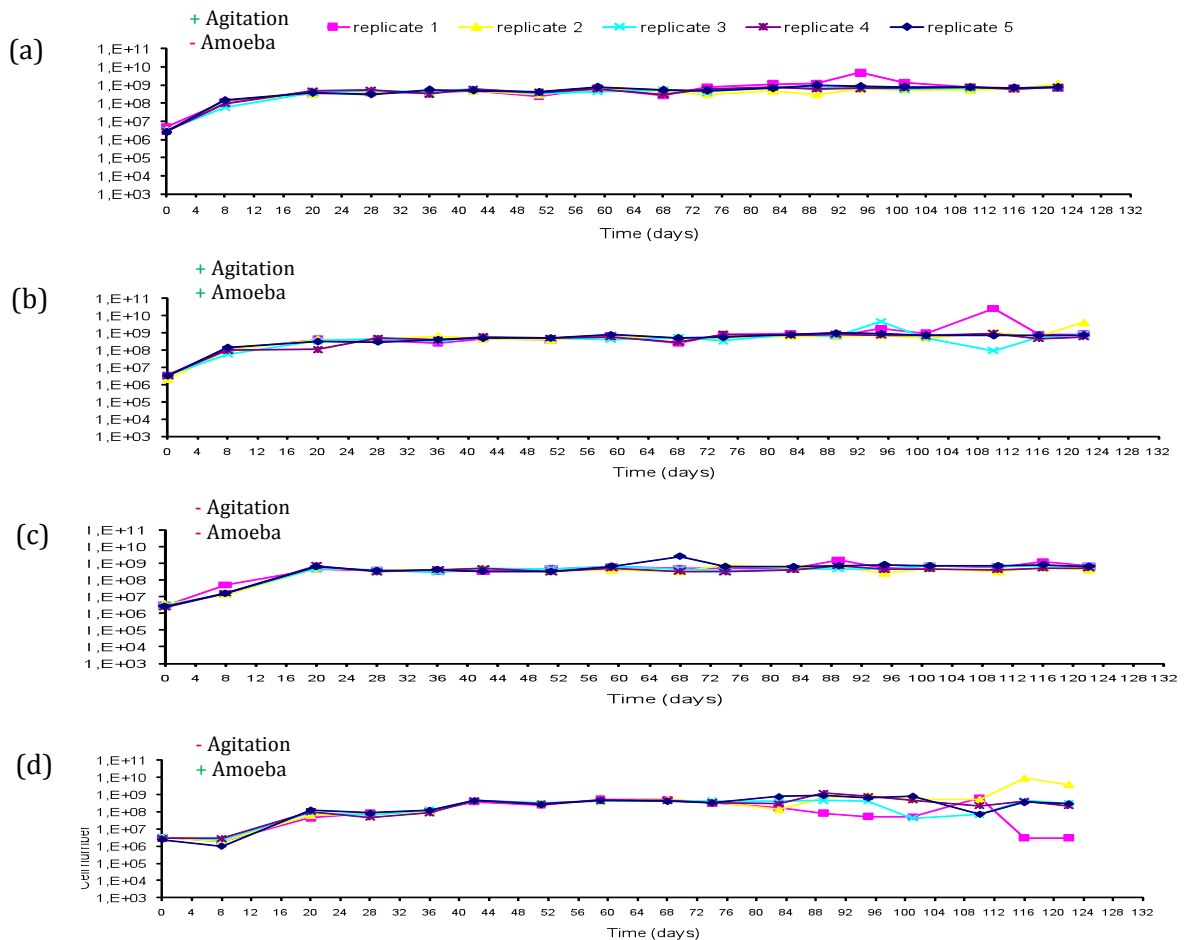 (a)
+ Agitation
- Amoeba
replicate 1 replicate 2 replicate 3 replicate 4 replicate 5
1,E+11
1,E+10
1,E+09
1,E+08
1,E+07
1,E+06
1,E+05
1,E+04
1,E+03
0 4 8 12 16 20 24 28 32 36 40 44 48 52 56 60 64 68 72 76 80 84 88 92 96 100 104 108 112 116 120 124 128 132
Time (days)
(b)
+ Agitation
+ Amoeba
1,E+11
1,E+10
1,E+09
1,E+08
1,E+07
1,E+06
1,E+05
1,E+04
1,E+03
0 4 8 12 16 20 24 28 32 36 40 44 48 52 56 60 64 68 72 76 80 84 88 92 96 100 104 108 112 116 120 124 128 132
Time (days)
(c)
- Agitation
- Amoeba
1,E+11
1,E+10
1,E+09
1,E+08
1,E+07
1,E+06
1,E+05
1,E+04
1,E+03
0 4 8 12 16 20 24 28 32 36 40 44 48 52 56 60 64 68 72 76 80 84 88 92 96 100 104 108 112 116 120 124 128 132
Time (days)
(d)
- Agitation
+ Amoeba
1,E+11
1,E+10
1,E+09
1,E+08
1,E+07
1,E+06
1,E+05
1,E+04
1,E+03
Cell number
0 4 8 12 16 20 24 28 32 36 40 44 48 52 56 60 64 68 72 76 80 84 88 92 96 100 104 108 112 116 120 124 128 132
Time (days)